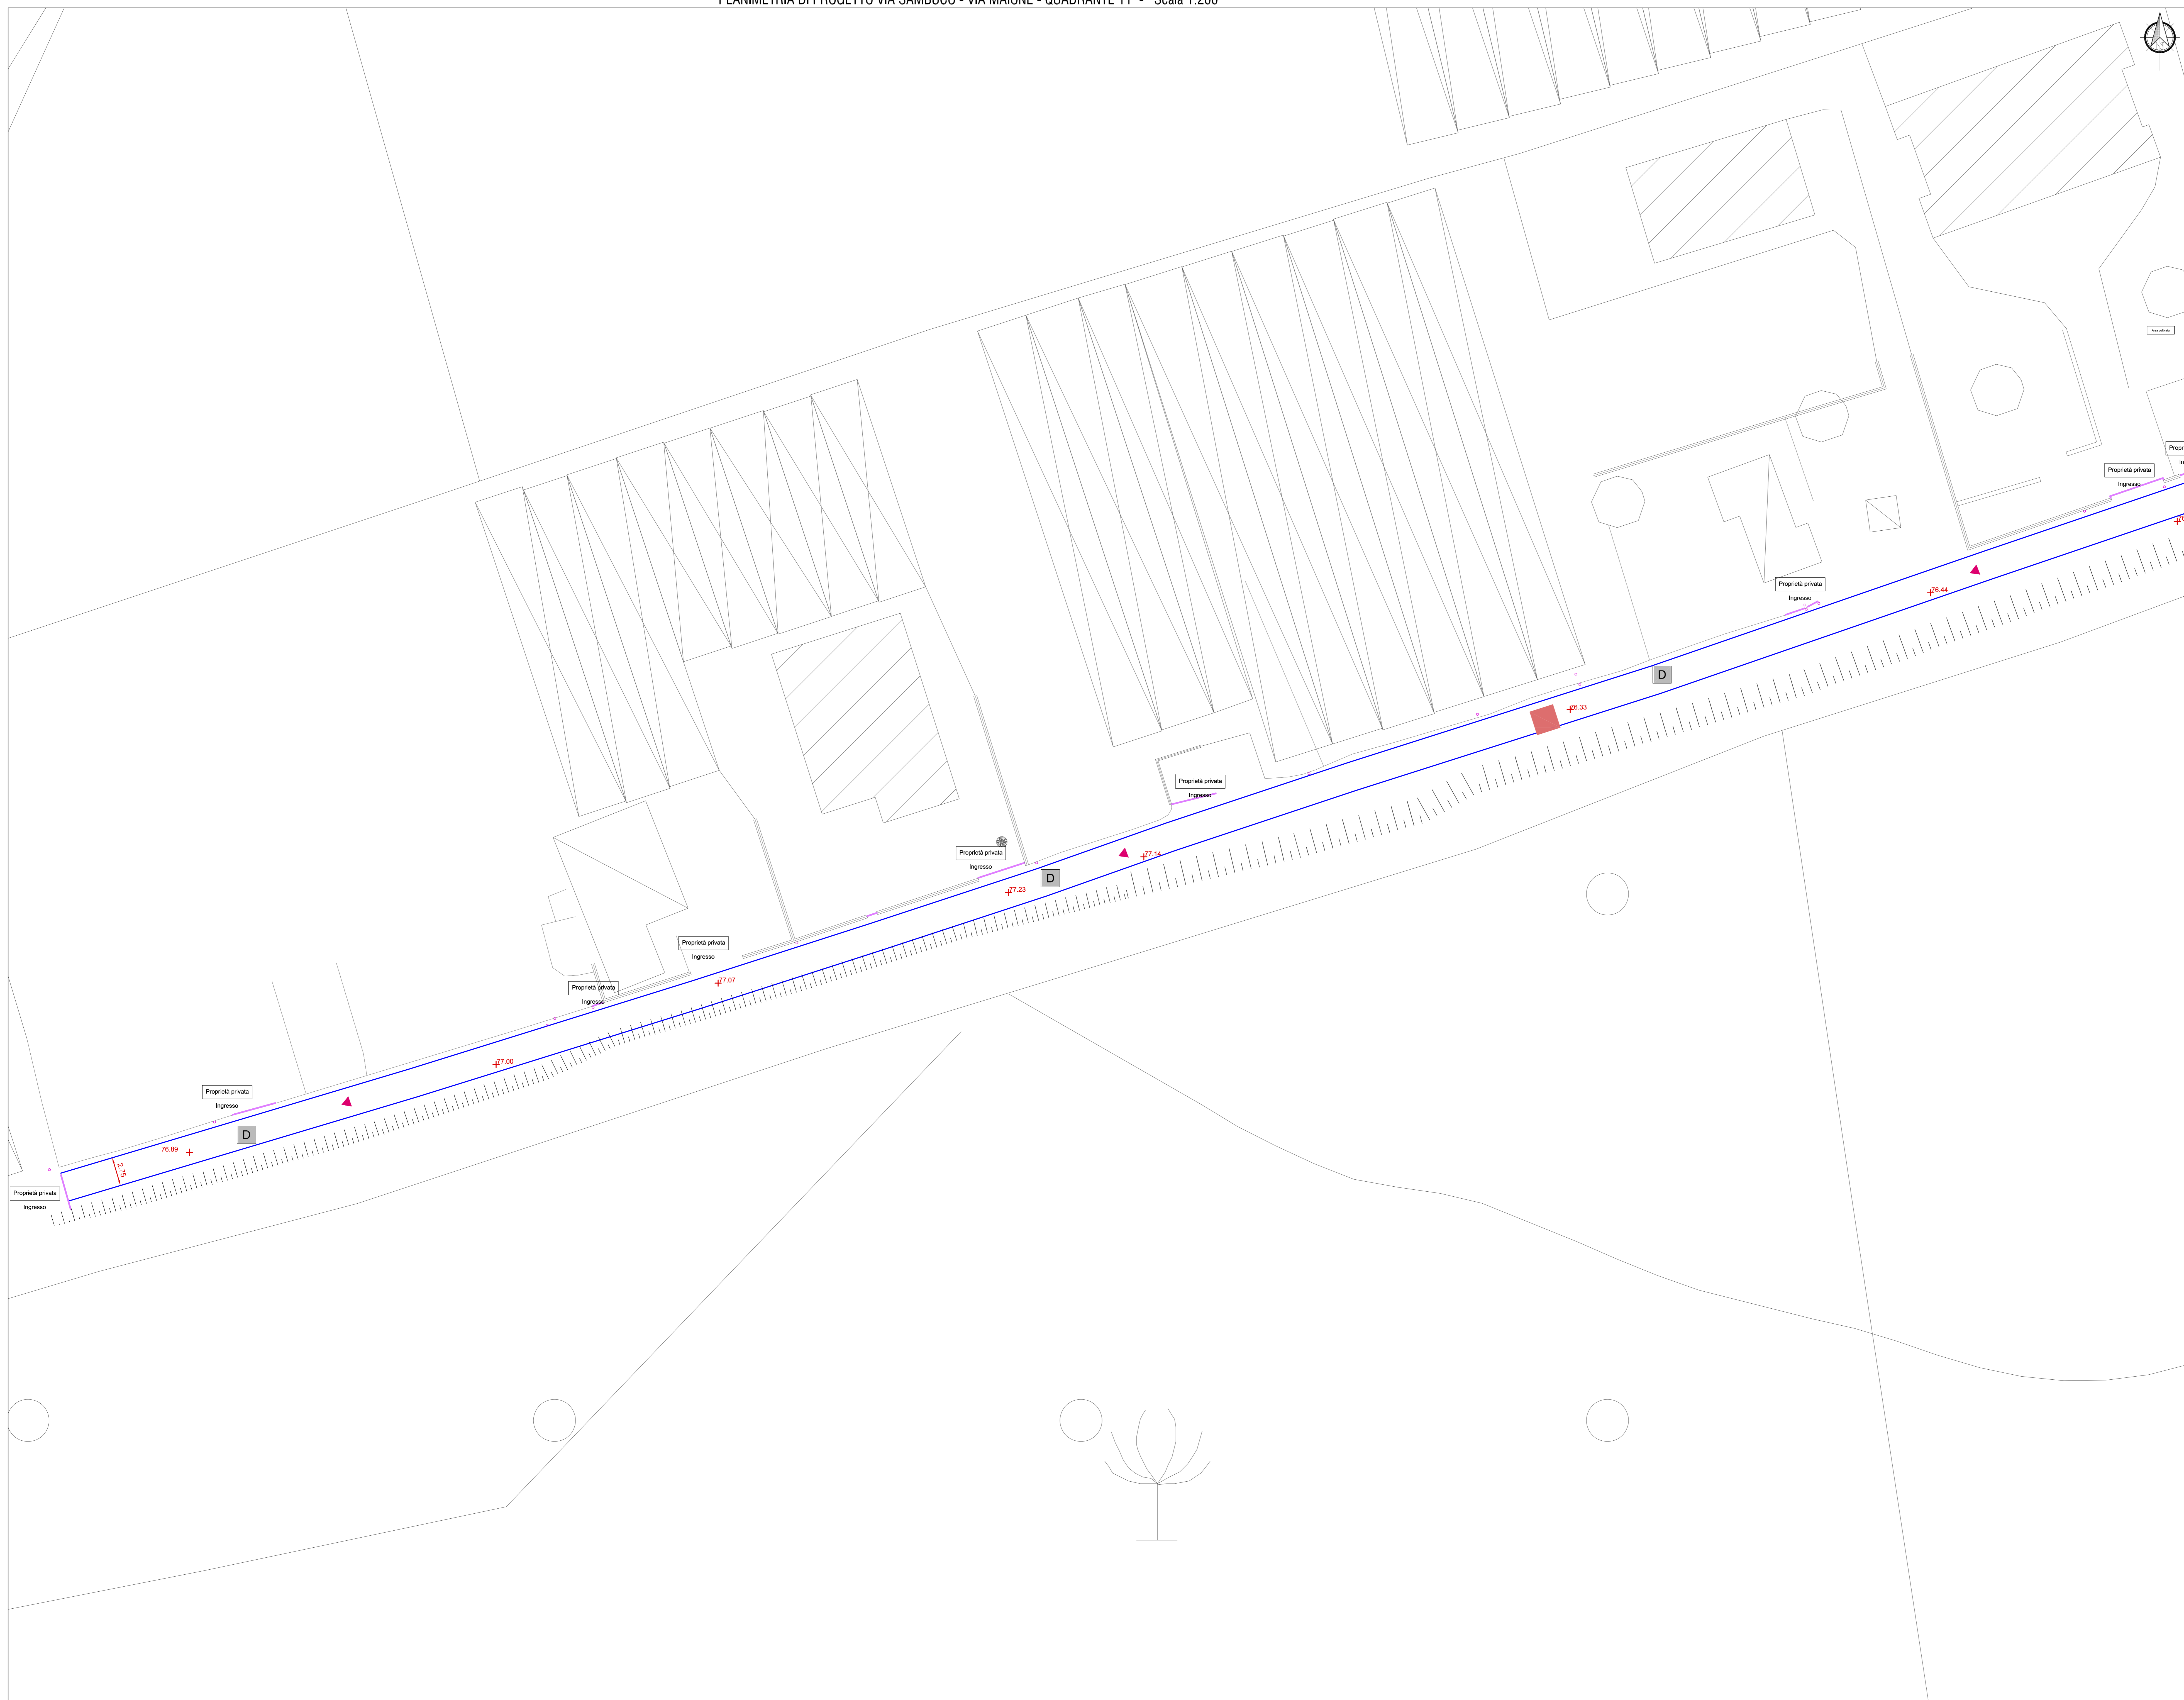 PLANIMETRIA DI PROGETTO VIA SAMBUCO - VIA MAIONE - QUADRANTE 11 - Scala 1:200
Area coltivata
Proprietà privata
Ingresso
76.44
Proprietà privata
Ingresso
D
76.33
Proprietà privata
Ingresso
77.14
Proprietà privata
Ingresso
D
77.23
Proprietà privata
Ingresso
77.07
Proprietà privata
Ingresso
77.00
Proprietà privata
Ingresso
D
76.89
2.75
Proprietà privata
Ingresso